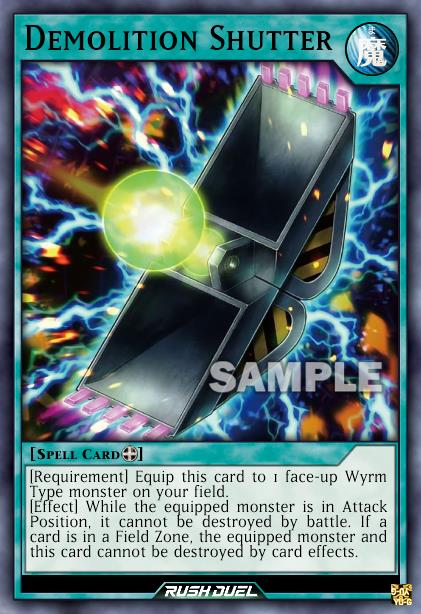 DEMOLITION SHUTTER
ま
魔
SAMPLE
[SPELL CARD]
[Requirement] Equip this card to 1 face-up Wyrm
Type monster on your field.
[Effect] While the equipped monster is in Attack
Position, it cannot be destroyed by battle. If a
card is in a Field Zone, the equipped monster and
this card cannot be destroyed by card effects.
RUSH DUEL